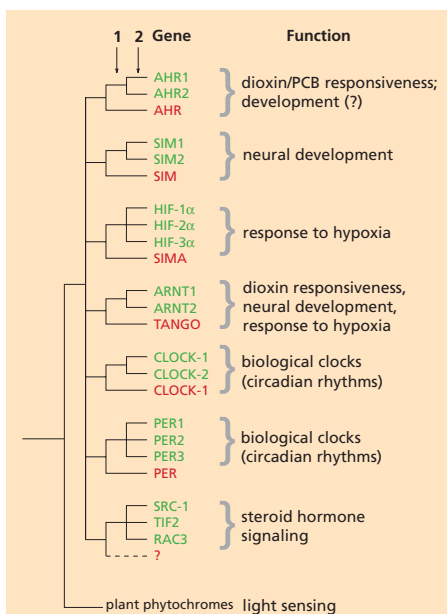 1 2 Gene Function
AHR1
AHR2
AHR
dioxin/PCB responsiveness;
development (?)
SIM1
SIM2
SIM
neural development
HIF-1α
HIF-2α
HIF-3α
SIMA
response to hypoxia
ARNT1
ARNT2
TANGO
dioxin responsiveness,
neural development,
response to hypoxia
CLOCK-1
CLOCK-2
CLOCK-1
biological clocks
(circadian rhythms)
PER1
PER2
PER3
PER
biological clocks
(circadian rhythms)
SRC-1
TIF2
RAC3
?
steroid hormone
signaling
plant phytochromes light sensing